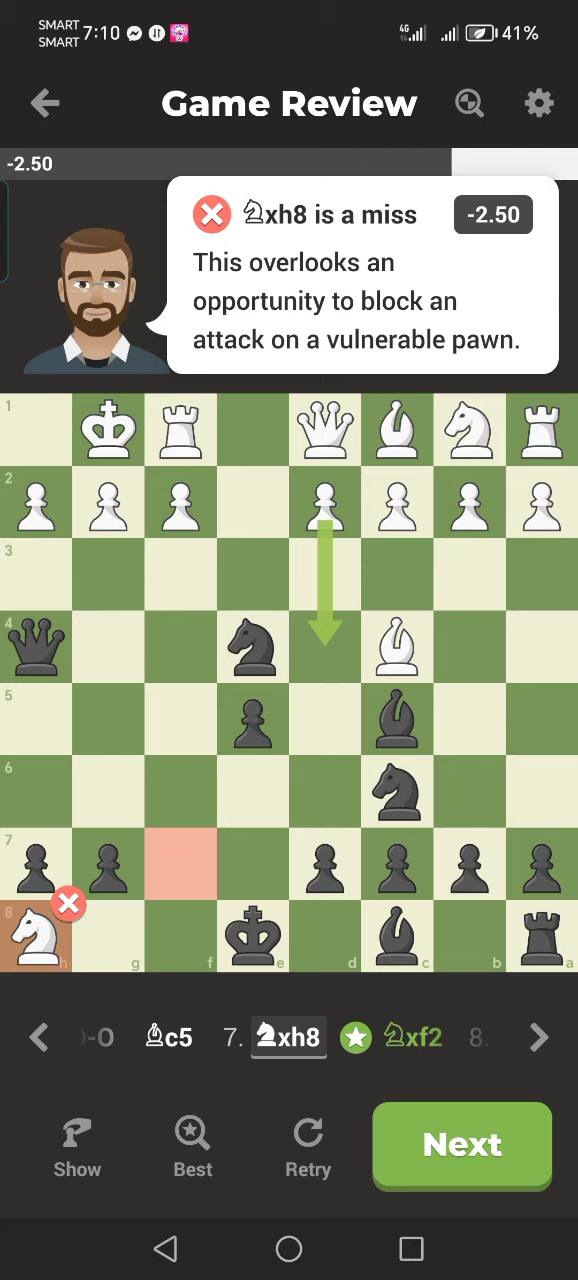 SMART
SMART 7:10 4G 41%
Game Review
-2.50
xh8 is a miss -2.50
This overlooks an
opportunity to block an
attack on a vulnerable pawn.
1
2
3
4
5
6
7
8 h g f e d c b a
-O c5 7. xh8 xf2 8.
Show Best Retry Next